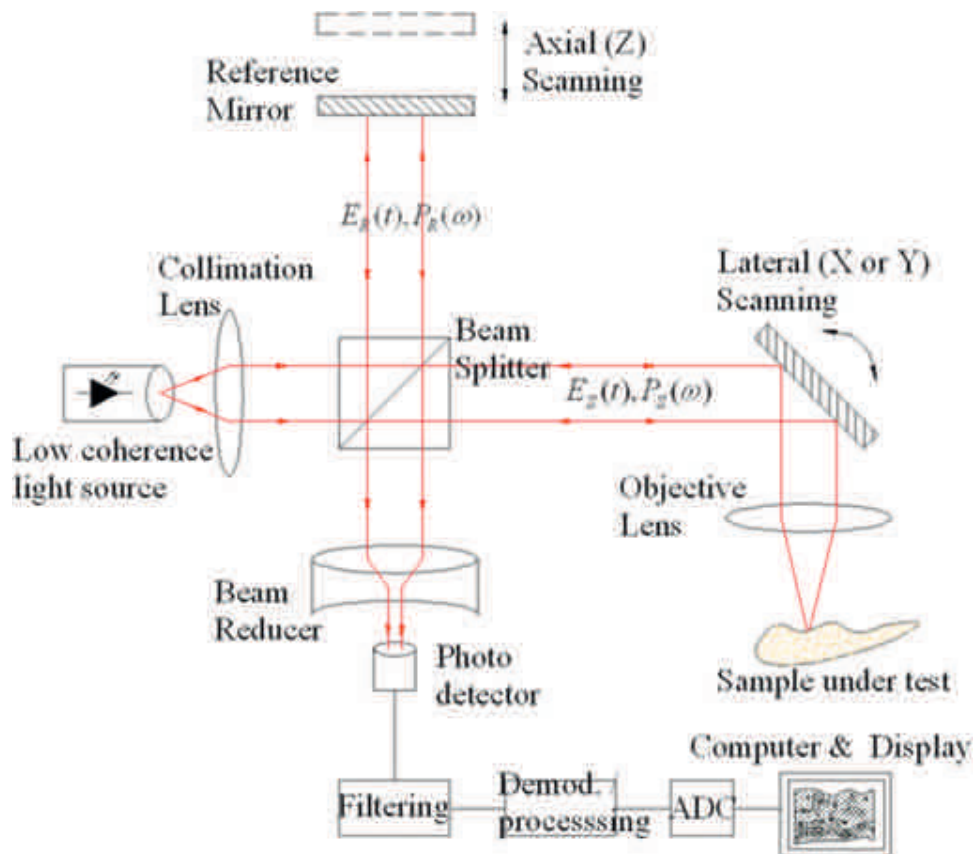 Axial (Z)
Scanning
Reference
Mirror
E_R(t), P_R(ω)
Collimation
Lens
Lateral (X or Y)
Scanning
Beam
Splitter
E_S(t), P_S(ω)
Low coherence
light source
Objective
Lens
Beam
Reducer
Photo
detector
Sample under test
Computer & Display
Filtering
Demod. /
processsing
ADC